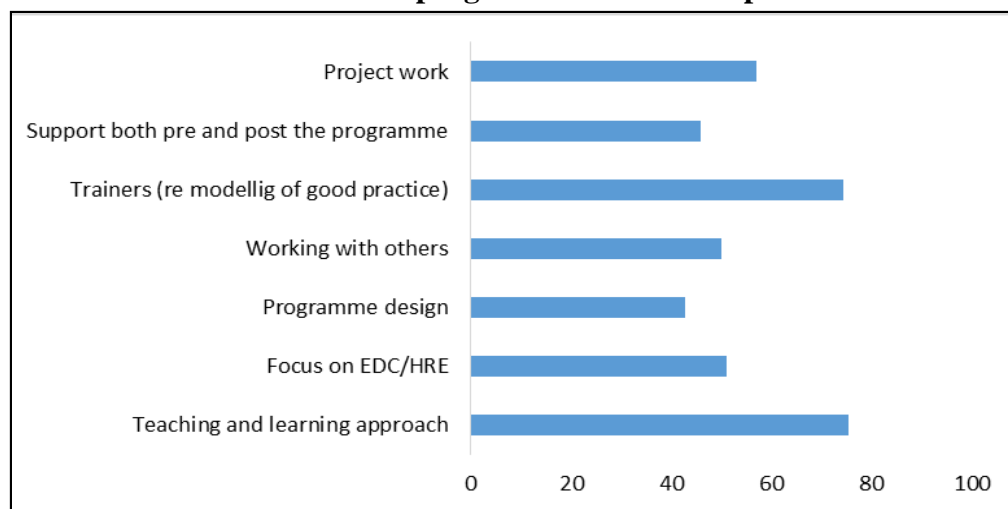 Project work
Support both pre and post the programme
Trainers (re modellig of good practice)
Working with others
Programme design
Focus on EDC/HRE
Teaching and learning approach
0 20 40 60 80 100